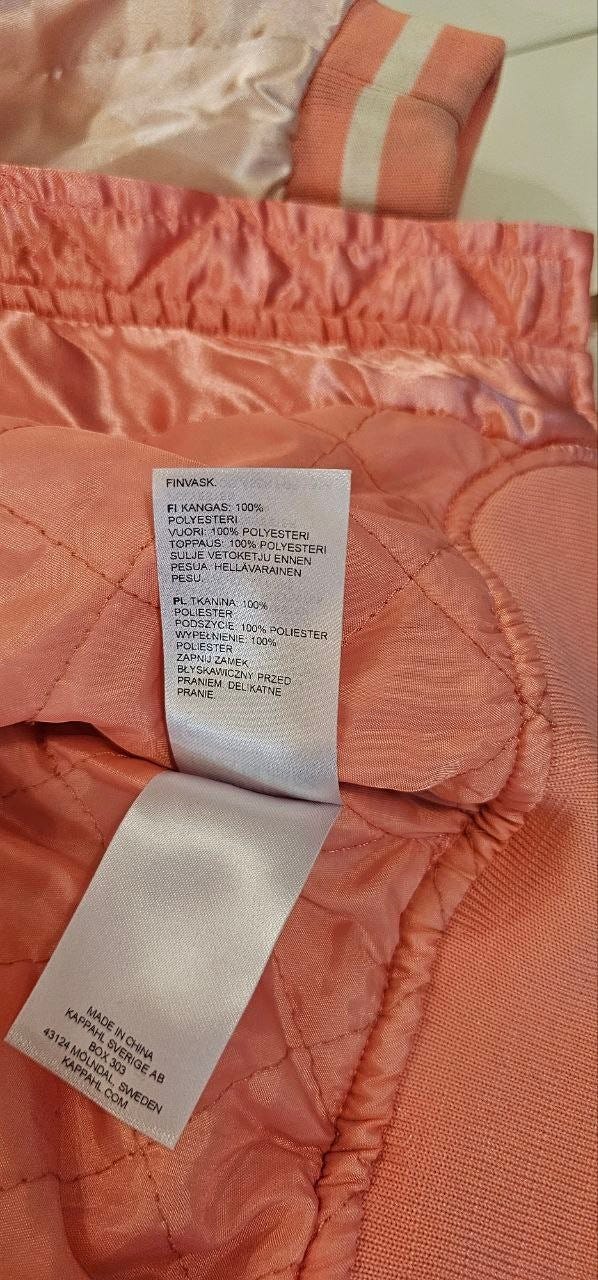 FINVASK.
FI KANGAS: 100%
POLYESTERI
VUORI: 100% POLYESTERI
TOPPAUS: 100% POLYESTERI
SULJE VETOKETJU ENNEN
PESUA. HELLÄVARAINEN
PESU.
PL TKANINA: 100%
POLIESTER
PODSZYCIE: 100% POLIESTER
WYPEŁNIENIE: 100%
POLIESTER
ZAPNIJ ZAMEK
BŁYSKAWICZNY PRZED
PRANIEM. DELIKATNE
PRANIE.
MADE IN CHINA
KAPPAHL SVERIGE AB
BOX 303
43124 MÖLNDAL, SWEDEN
KAPPAHL.COM